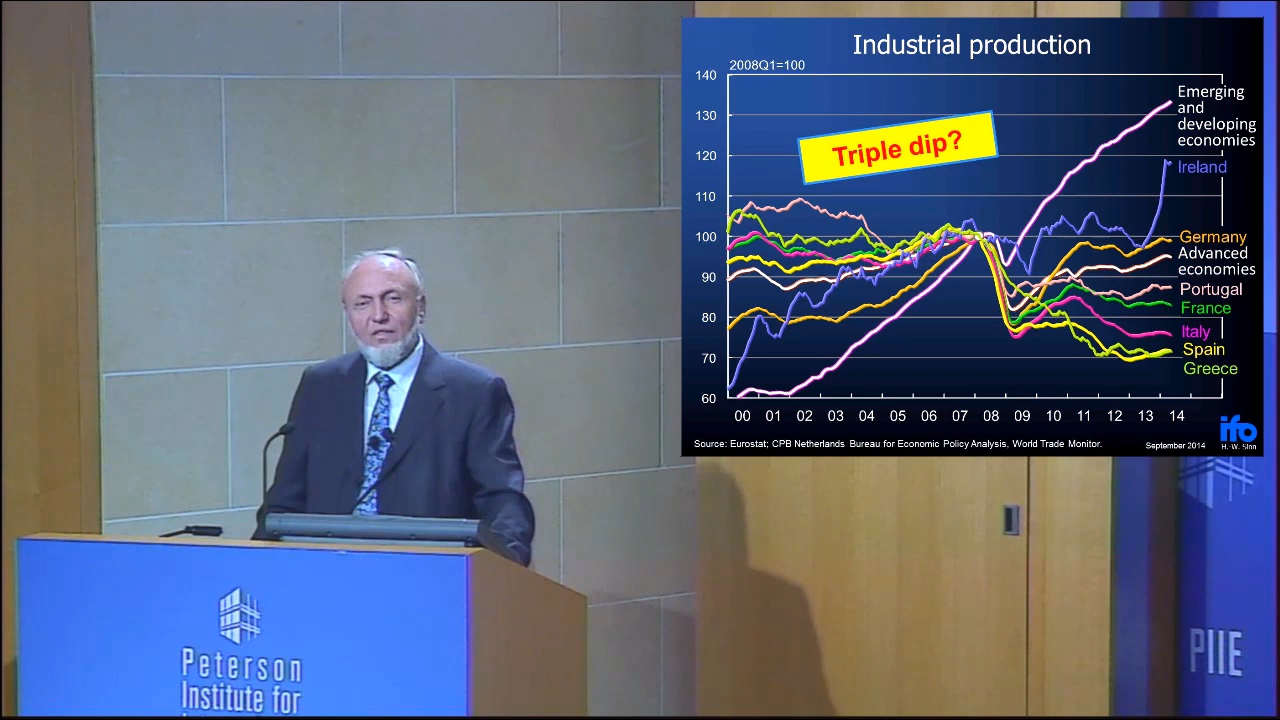 Industrial production
2008Q1=100
140
130
120
110
100
90
80
70
60
Triple dip?
Emerging
and
developing
economies
Ireland
Germany
Advanced
economies
Portugal
France
Italy
Spain
Greece
00 01 02 03 04 05 06 07 08 09 10 11 12 13 14
Source: Eurostat; CPB Netherlands Bureau for Economic Policy Analysis, World Trade Monitor.
September 2014
ifo
H.-W. Sinn
Peterson
Institute for
PIIE